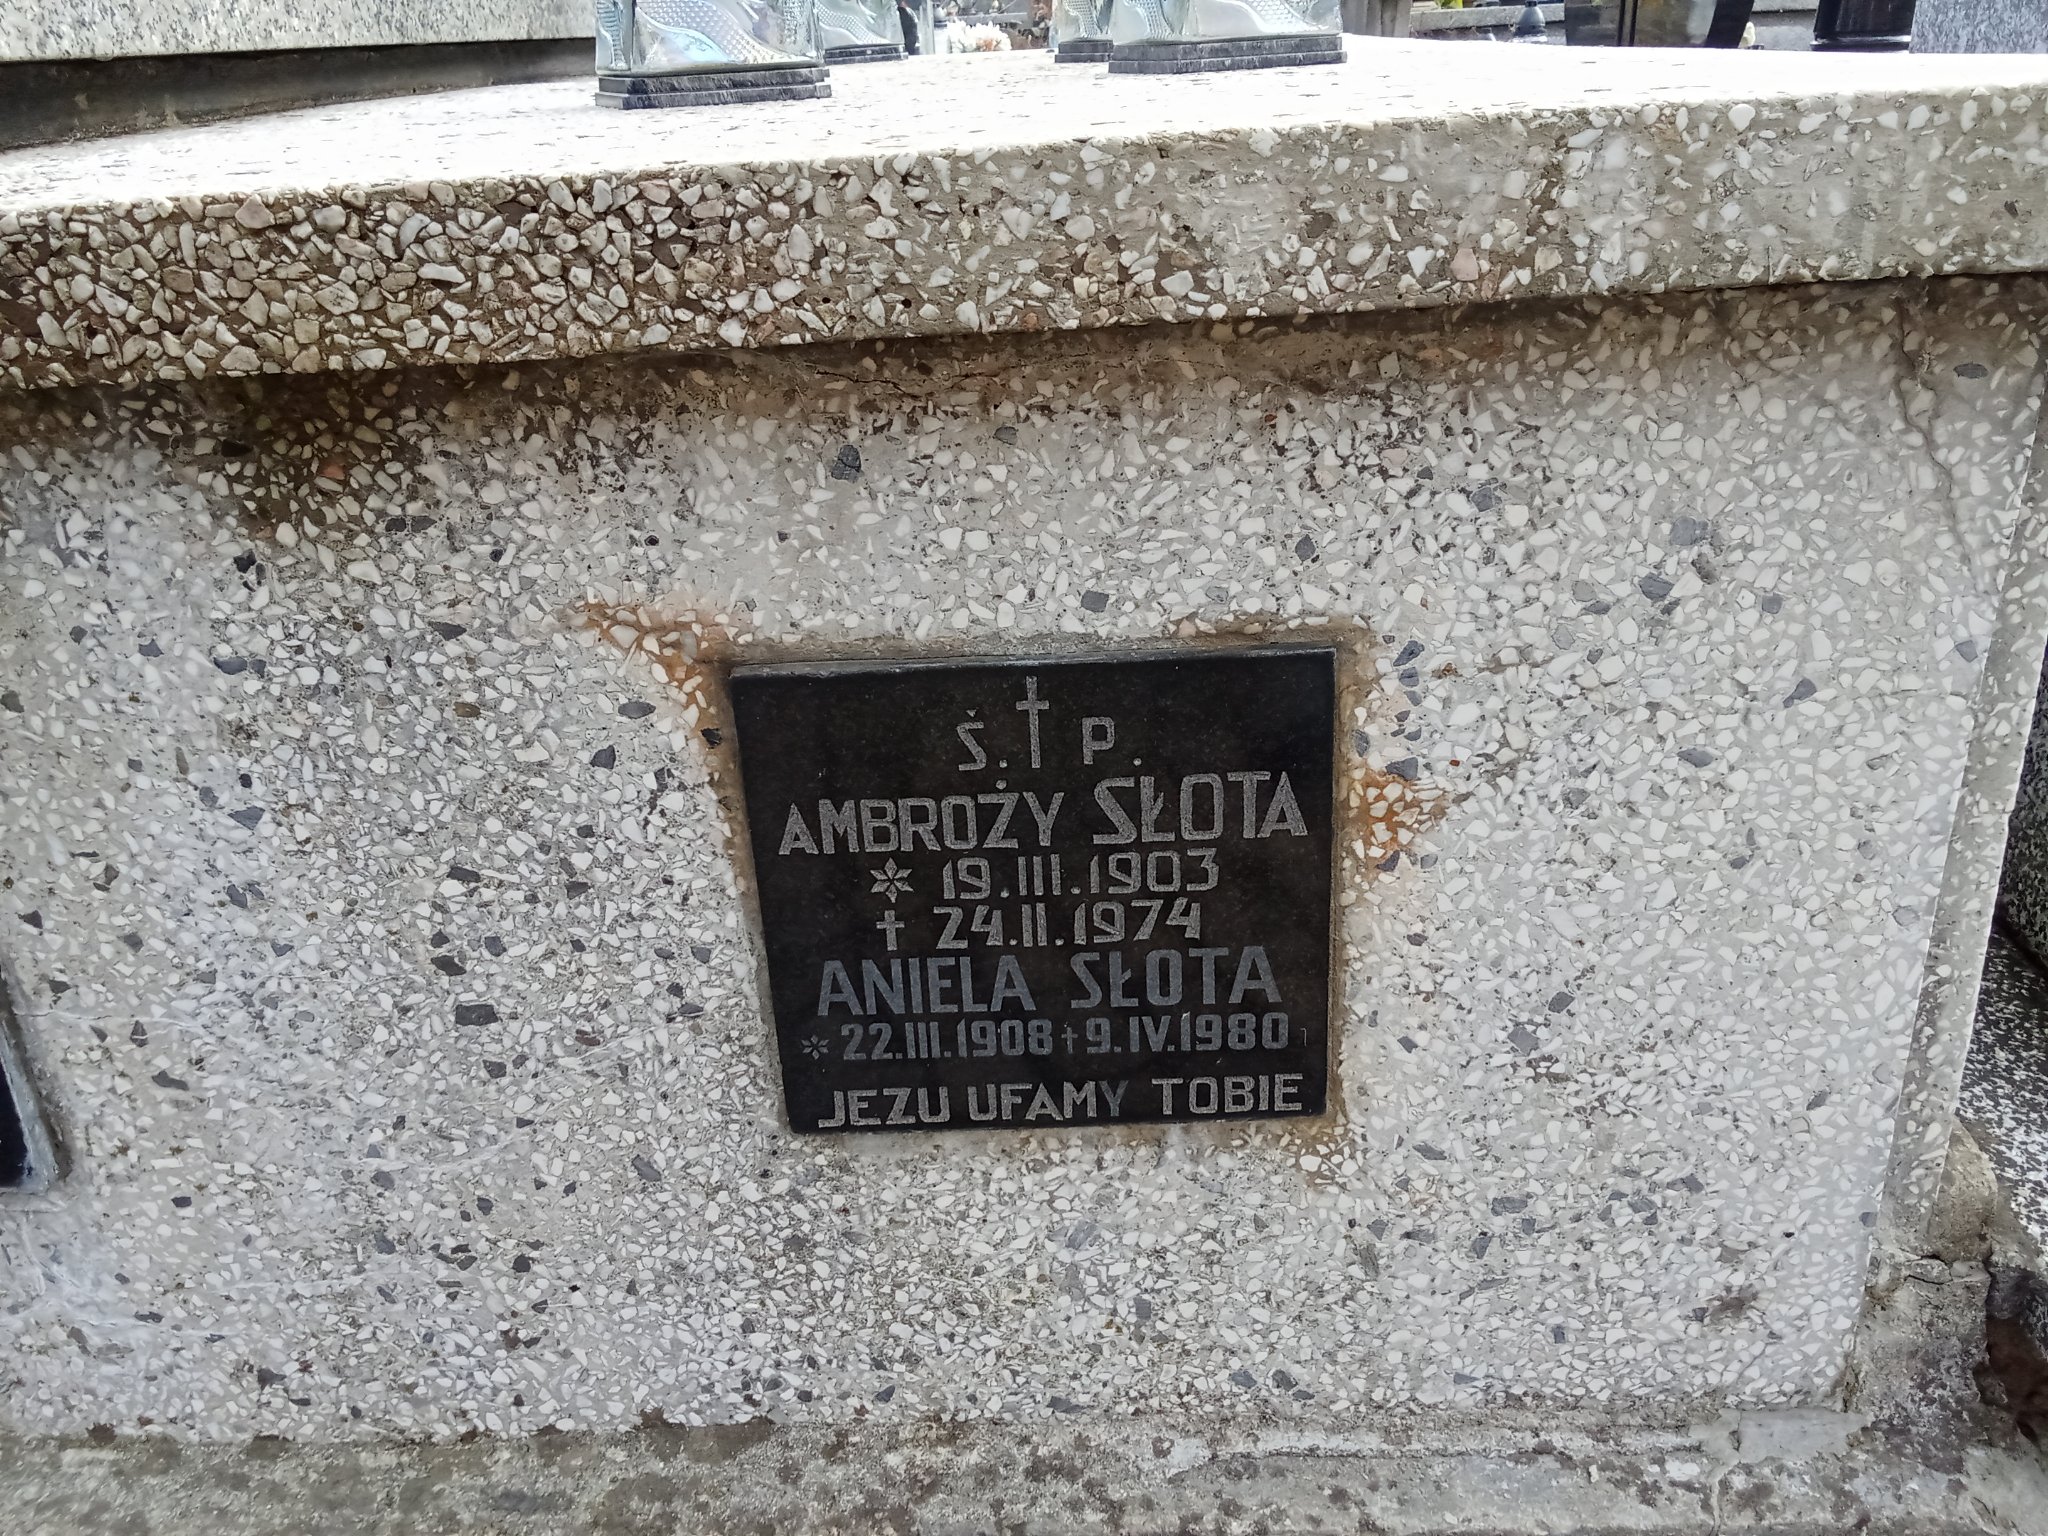 Ś. † P.
AMBROŻY SŁOTA
* 19.III.1903
† 24.II.1974
ANIELA SŁOTA
* 22.III.1908 † 9.IV.1980
JEZU UFAMY TOBIE